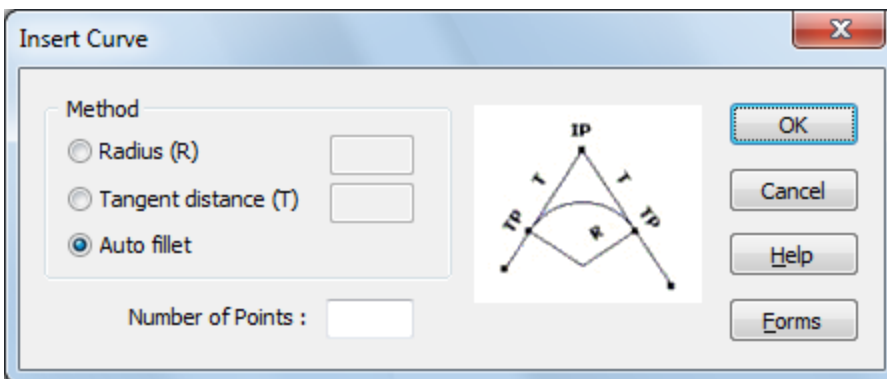 Insert Curve
Method
Radius (R)
Tangent distance (T)
Auto fillet
Number of Points :
IP
T
T
TP
TP
R
OK
Cancel
Help
Forms